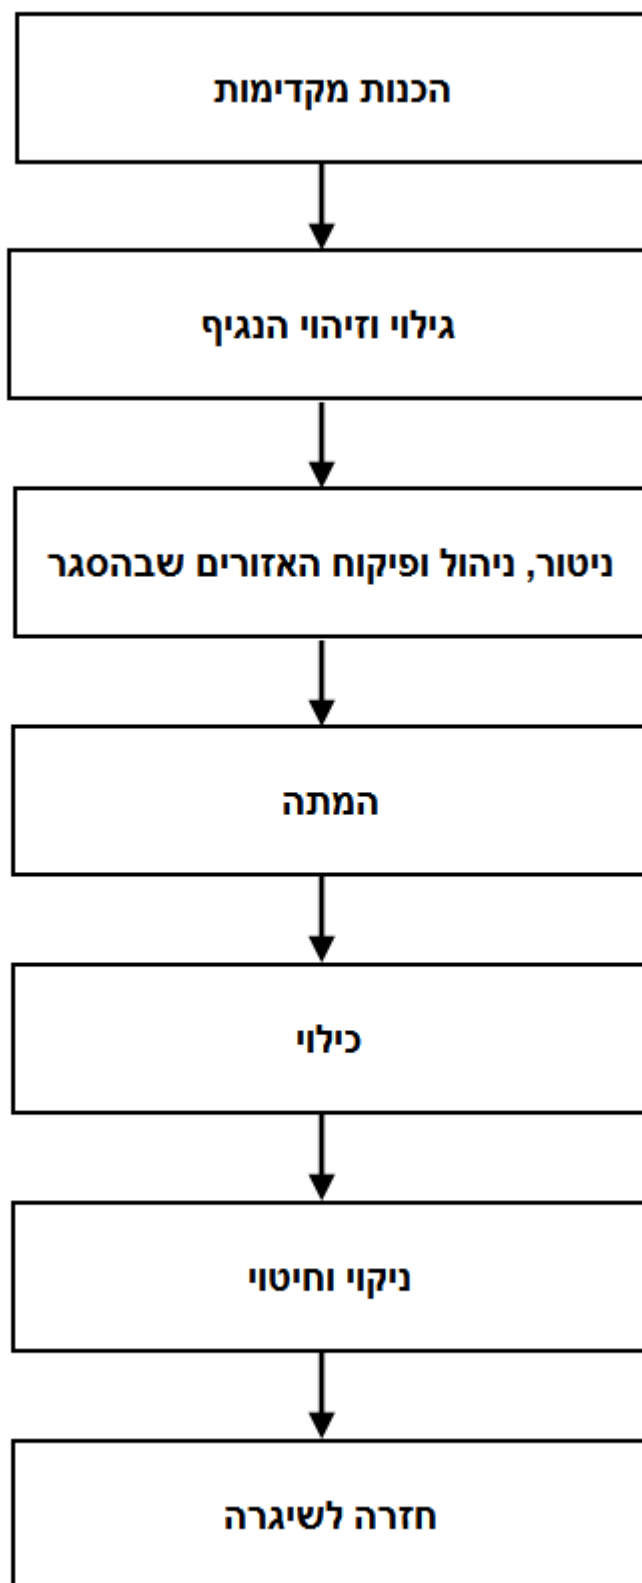 הכנות מקדימות
גילוי וזיהוי הנגיף
ניטור, ניהול ופיקוח האזורים שבהסגר
המתה
כילוי
ניקוי וחיטוי
חזרה לשיגרה